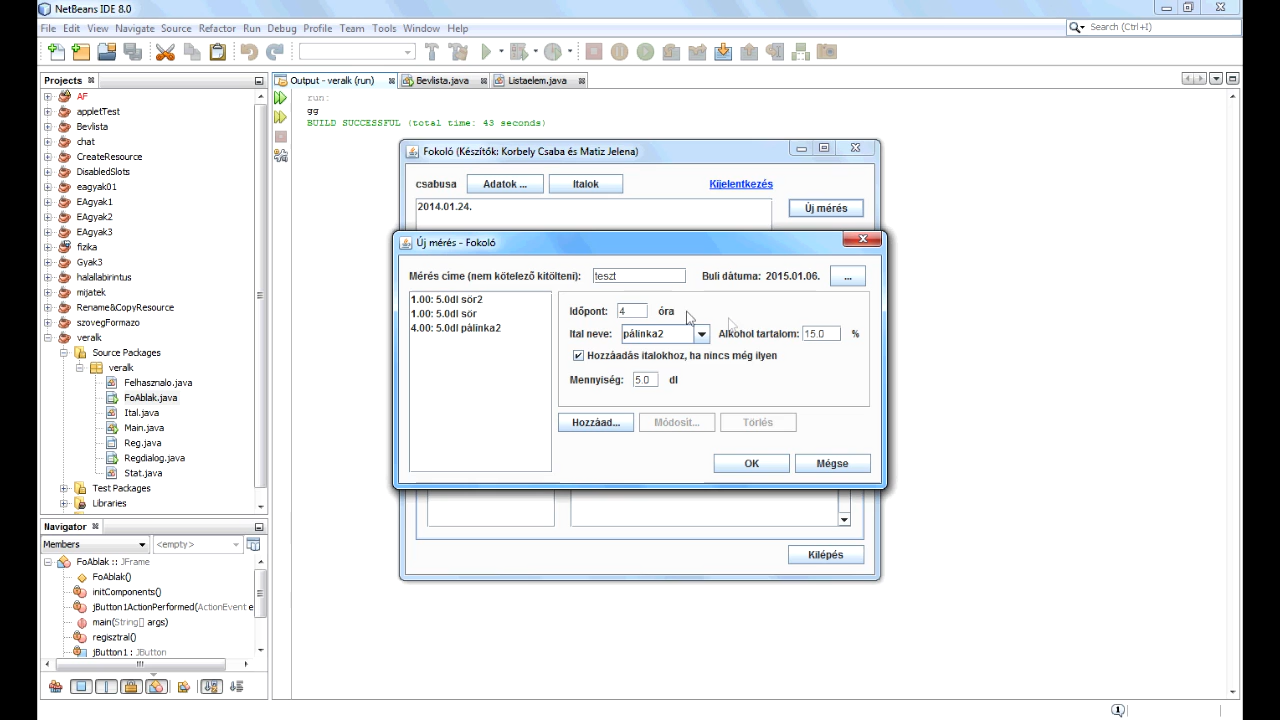 NetBeans IDE 8.0
File Edit View Navigate Source Refactor Run Debug Profile Team Tools Window Help
Search (Ctrl+I)
Projects
Output - veralk (run)
Bevlista.java
Listaelem.java
AF
appletTest
Bevlista
chat
CreateResource
DisabledSlots
eagyak01
EAgyak1
EAgyak2
EAgyak3
fizika
Gyak3
halallabirintus
mijatek
Rename&CopyResource
szovegFormazo
veralk
Source Packages
veralk
Felhasznalo.java
FoAblak.java
Ital.java
Main.java
Reg.java
Regdialog.java
Stat.java
Test Packages
Libraries
run:
gg
BUILD SUCCESSFUL (total time: 43 seconds)
Fokoló (Készítők: Korbely Csaba és Matiz Jelena)
csabusa Adatok ... Italok Kijelentkezés
2014.01.24.
Új mérés
Új mérés - Fokoló
Mérés címe (nem kötelező kitölteni): teszt Buli dátuma: 2015.01.06. ...
1.00: 5.0dl sör2
1.00: 5.0dl sör
4.00: 5.0dl pálinka2
Időpont: 4 óra
Ital neve: pálinka2 Alkohol tartalom: 15.0 %
Hozzáadás italokhoz, ha nincs még ilyen
Mennyiség: 5.0 dl
Hozzáad... Módosít... Törlés
OK Mégse
Kilépés
Navigator
Members <empty>
FoAblak :: JFrame
FoAblak()
initComponents()
jButton1ActionPerformed(ActionEvent e
main(String[] args)
regisztral()
jButton1 : JButton
1